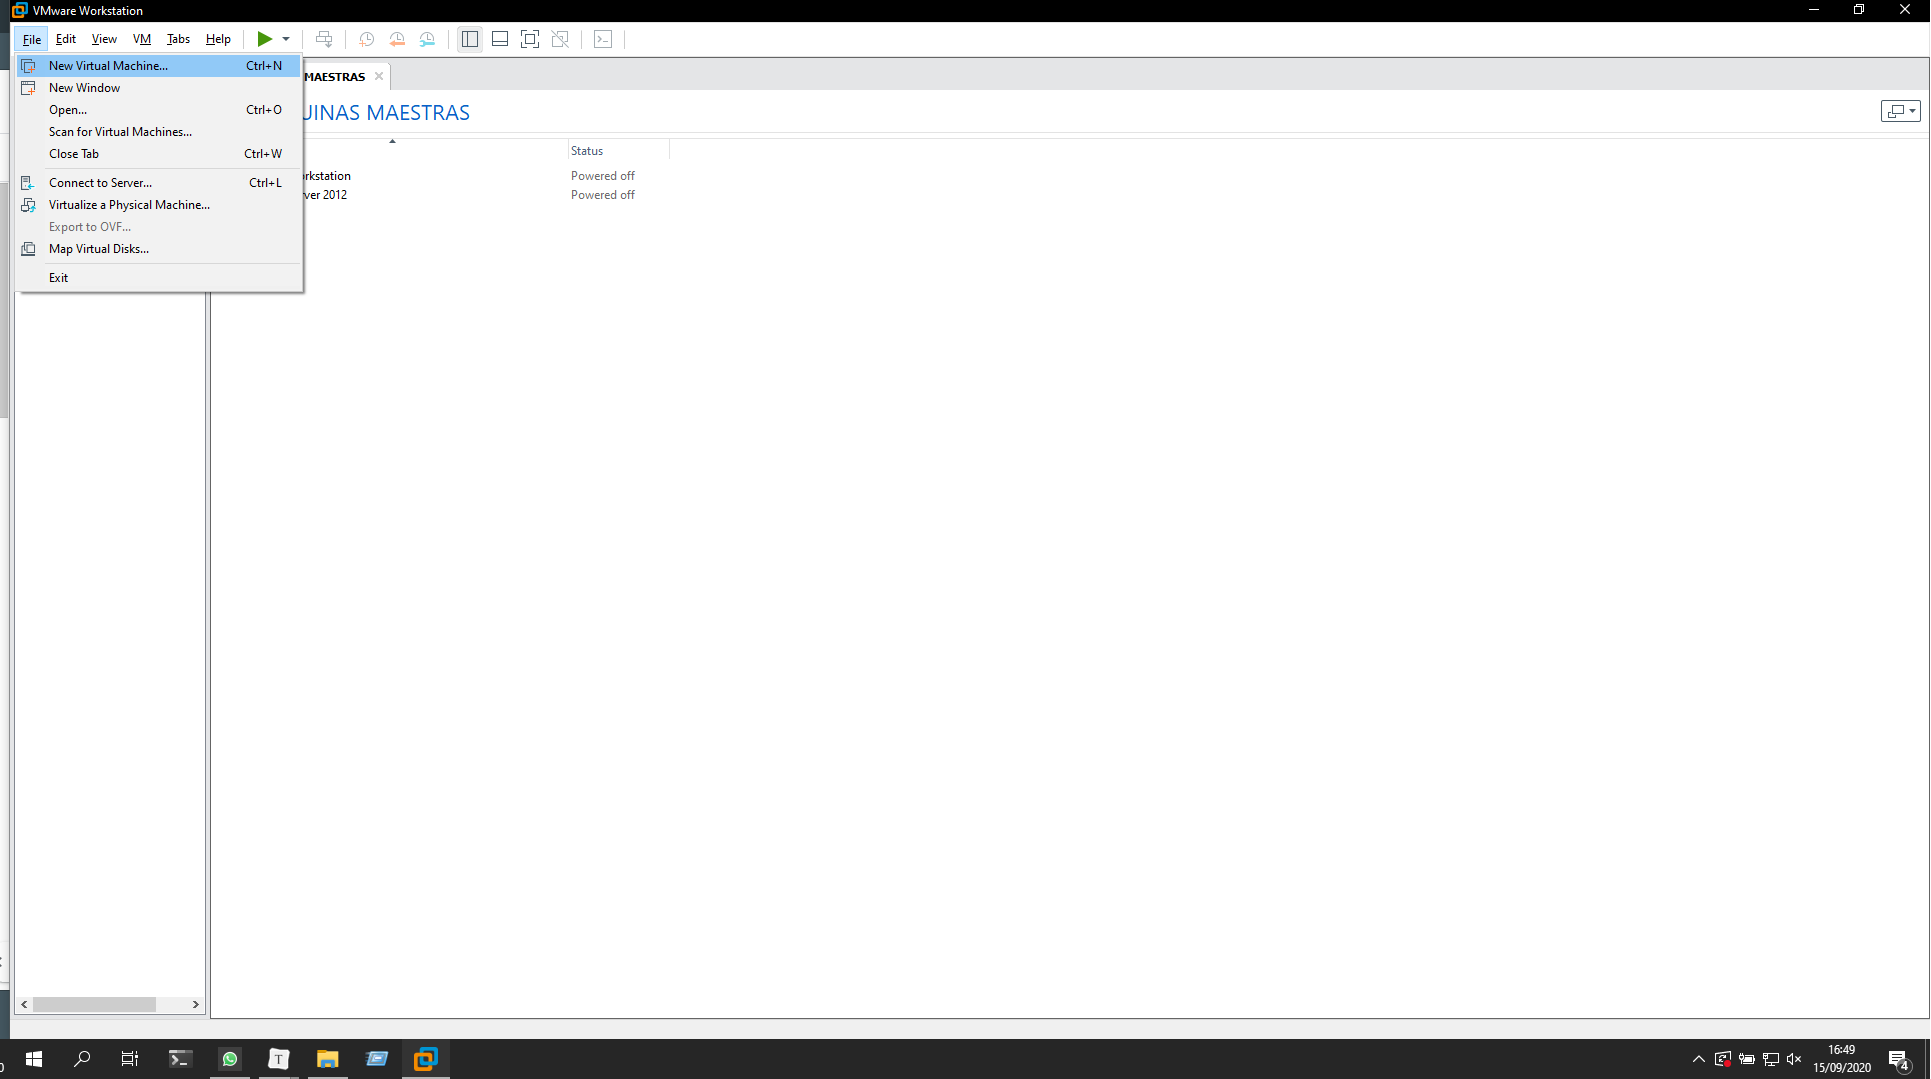 VMware Workstation
File Edit View VM Tabs Help
New Virtual Machine... Ctrl+N
MAESTRAS
New Window
Open... Ctrl+O
UINAS MAESTRAS
Scan for Virtual Machines...
Close Tab Ctrl+W
Status
Connect to Server... Ctrl+L
rkstation Powered off
Virtualize a Physical Machine...
ver 2012 Powered off
Export to OVF...
Map Virtual Disks...
Exit
T
16:49
15/09/2020
4